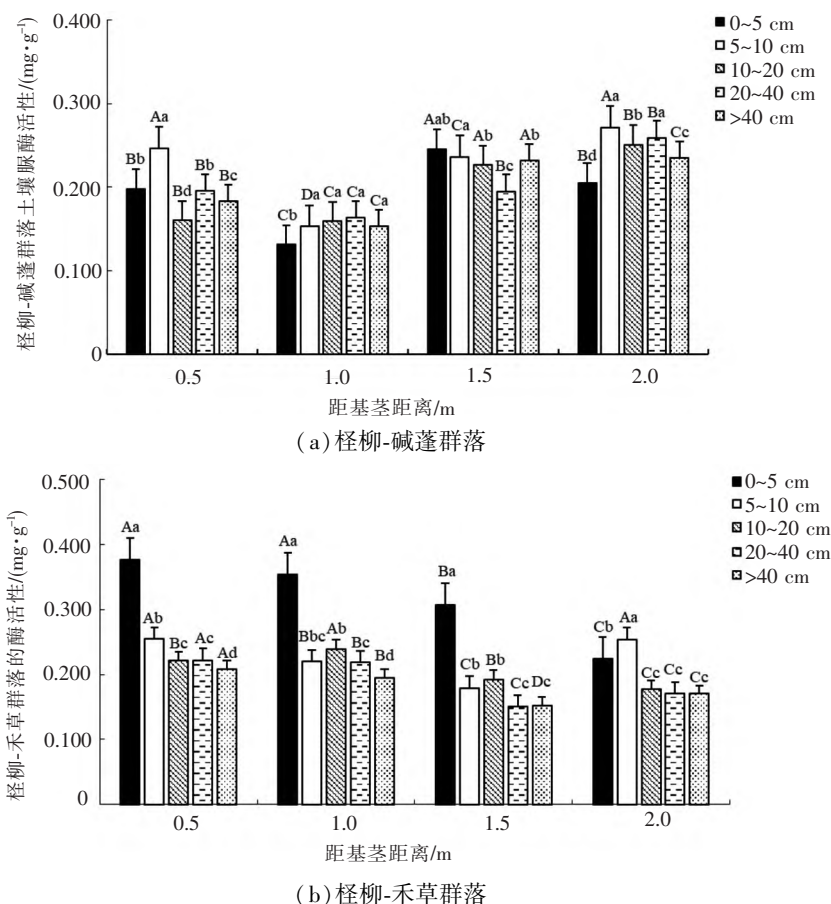 0.400
0.300
0.200
0.100
0
柽柳-碱蓬群落土壤脲酶活性/(mg·g⁻¹)
0~5 cm
5~10 cm
10~20 cm
20~40 cm
>40 cm
Bb Aa Bd Bb Bc
Cb Da Ca Ca Ca
Aab Ca Ab Bc Ab
Bd Aa Bb Ba Cc
0.5 1.0 1.5 2.0
距基茎距离/m
(a)柽柳-碱蓬群落
0.500
0.400
0.300
0.200
0.100
0
柽柳-禾草群落的酶活性/(mg·g⁻¹)
0~5 cm
5~10 cm
10~20 cm
20~40 cm
>40 cm
Aa Ab Bc Ac Ad
Aa Bbc Ab Bc Bd
Ba Cb Bb Cc Dc
Cb Aa Cc Cc Cc
0.5 1.0 1.5 2.0
距基茎距离/m
(b)柽柳-禾草群落